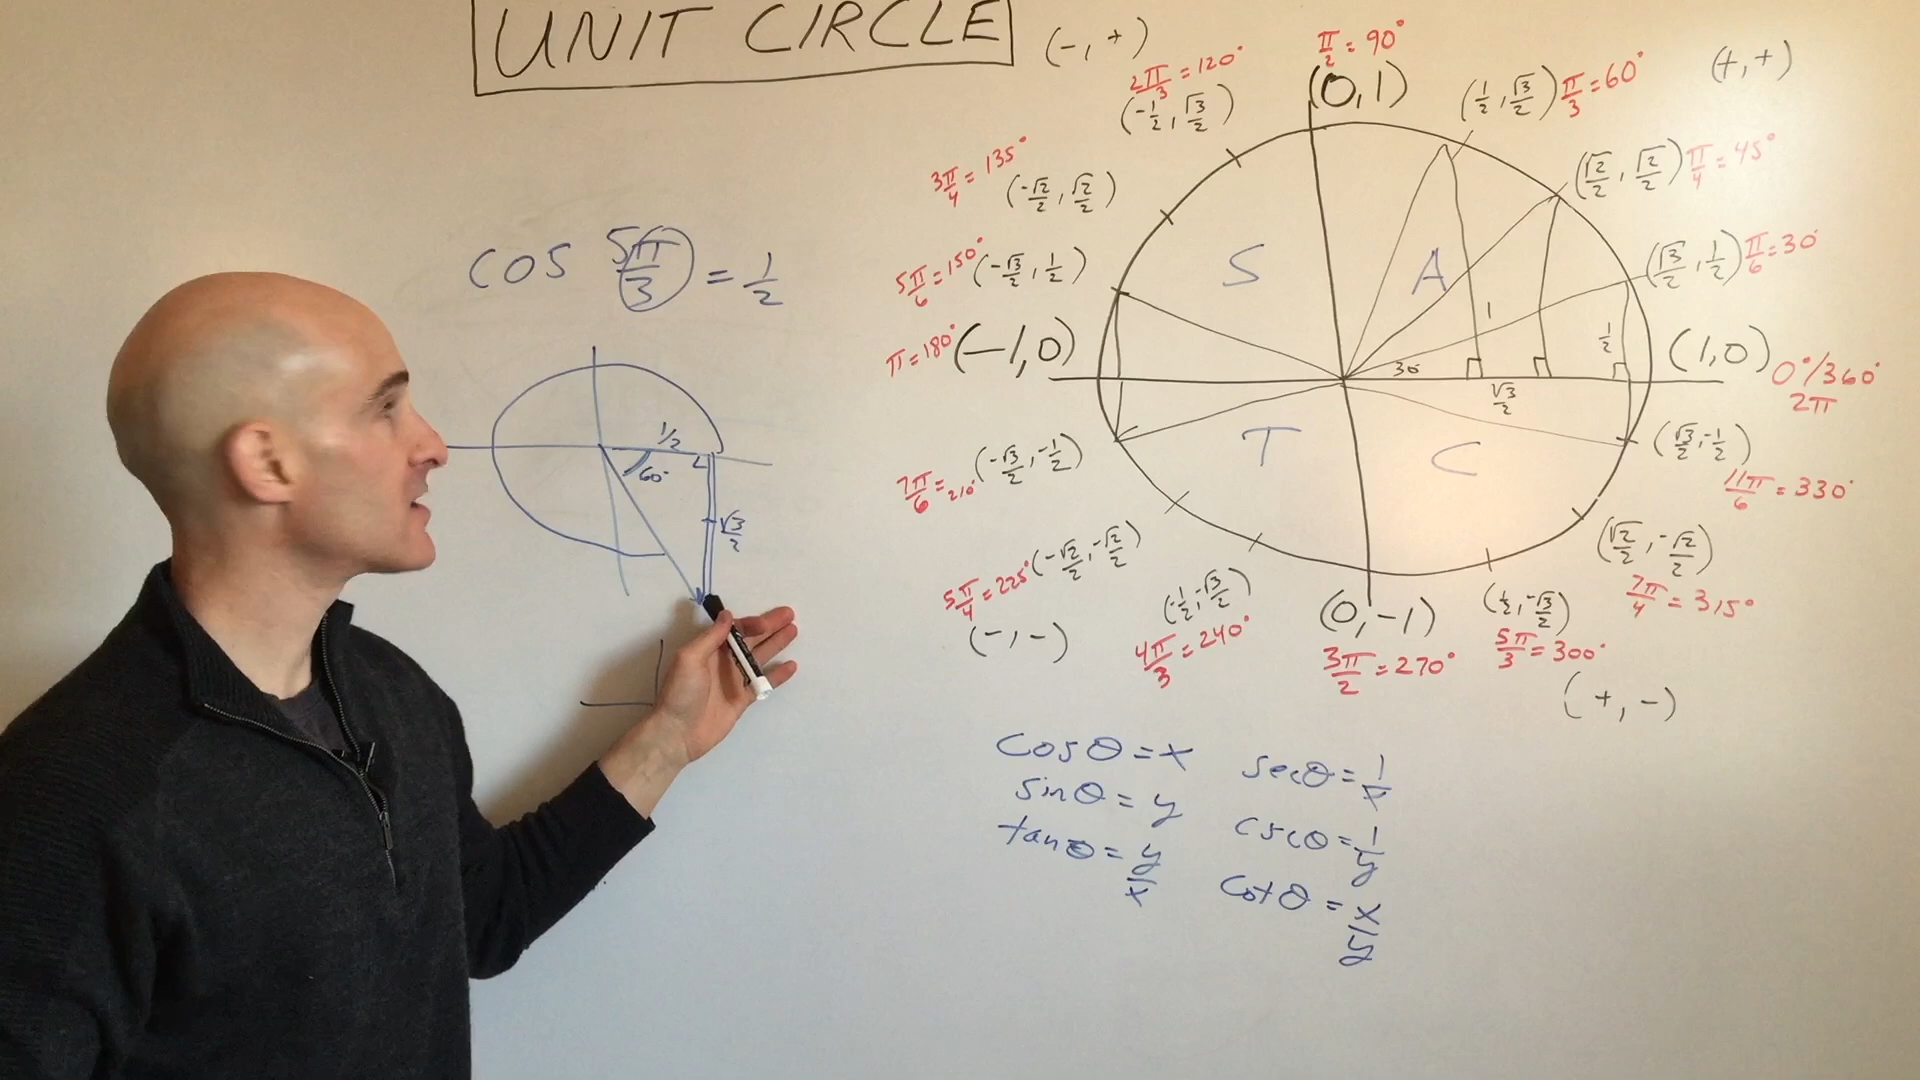 UNIT CIRCLE
cos 5π/3 = 1/2
1/2
60°
√3/2
(-,+)
2π/3 = 120°
(-1/2, √3/2)
π/2 = 90°
(0,1)
(1/2, √3/2) π/3 = 60°
(+,+)
3π/4 = 135°
(-√2/2, √2/2)
(√2/2, √2/2) π/4 = 45°
5π/6 = 150° (-√3/2, 1/2)
S
A
(√3/2, 1/2) π/6 = 30°
π = 180° (-1,0)
1
1/2
30°
√3/2
(1,0) 0°/360°
2π
T
C
7π/6 = 210° (-√3/2, -1/2)
(√3/2, -1/2)
11π/6 = 330°
5π/4 = 225° (-√2/2, -√2/2)
(√2/2, -√2/2)
7π/4 = 315°
(-,-)
(-1/2, -√3/2)
4π/3 = 240°
(0,-1)
3π/2 = 270°
(1/2, -√3/2)
5π/3 = 300°
(+,-)
cosθ = x
sinθ = y
tanθ = y/x
secθ = 1/x
cscθ = 1/y
cotθ = x/y